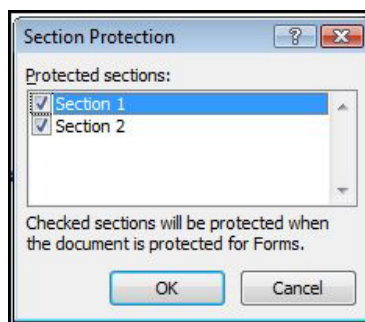 Section Protection
Protected sections:
Section 1
Section 2
Checked sections will be protected when
the document is protected for Forms.
OK Cancel